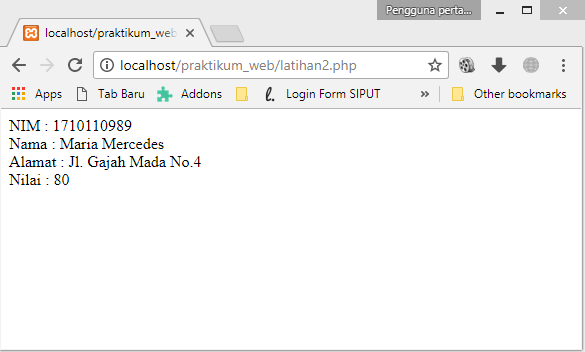 Pengguna perta...
localhost/praktikum_web
localhost/praktikum_web/latihan2.php
Apps Tab Baru Addons Login Form SIPUT » Other bookmarks
NIM : 1710110989
Nama : Maria Mercedes
Alamat : Jl. Gajah Mada No.4
Nilai : 80